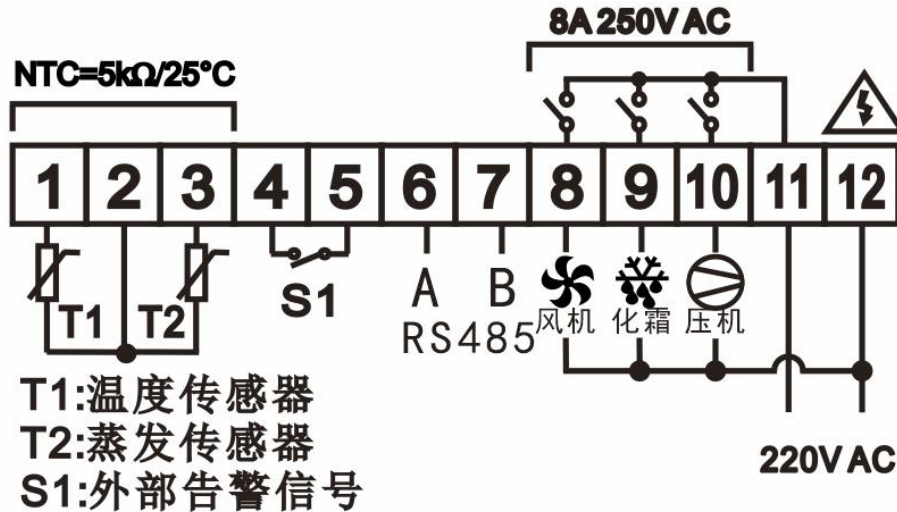 8A 250V AC
NTC=5kΩ/25°C
1 2 3 4 5 6 7 8 9 10 11 12
T1 T2 S1 A B
RS485 风机 化霜 压机
T1:温度传感器
T2:蒸发传感器
220V AC
S1:外部告警信号